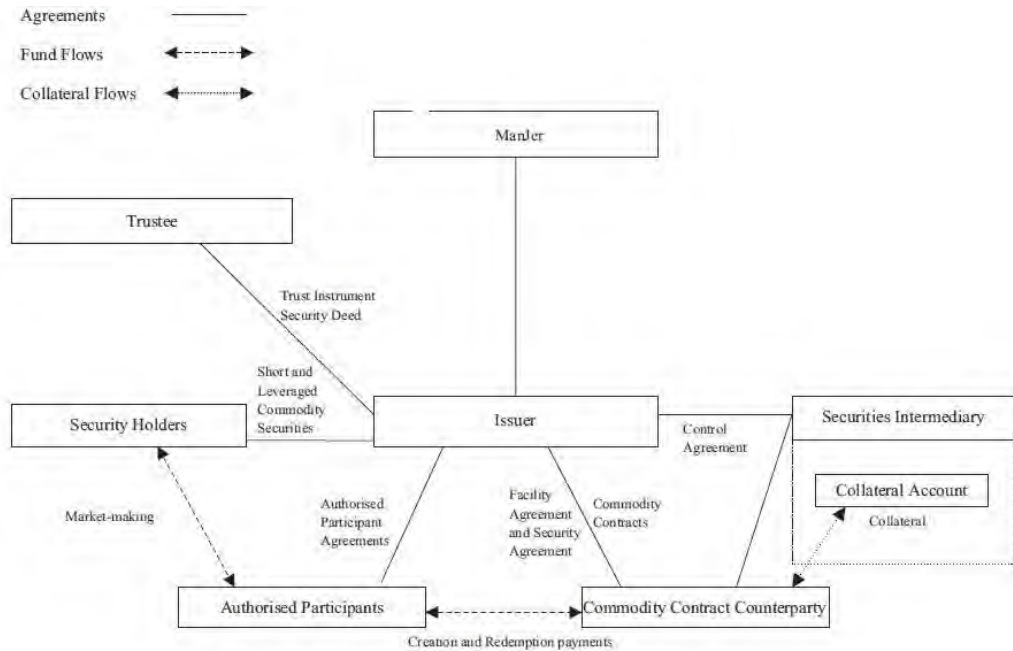 Agreements
Fund Flows
Collateral Flows
ManJer
Trustee
Trust Instrument
Security Deed
Short and
Leveraged
Commodity
Securities
Security Holders
Issuer
Securities Intermediary
Control
Agreement
Collateral Account
Collateral
Market-making
Authorised
Participant
Agreements
Facility
Agreement
and Security
Agreement
Commodity
Contracts
Authorised Participants
Commodity Contract Counterparty
Creation and Redemption payments